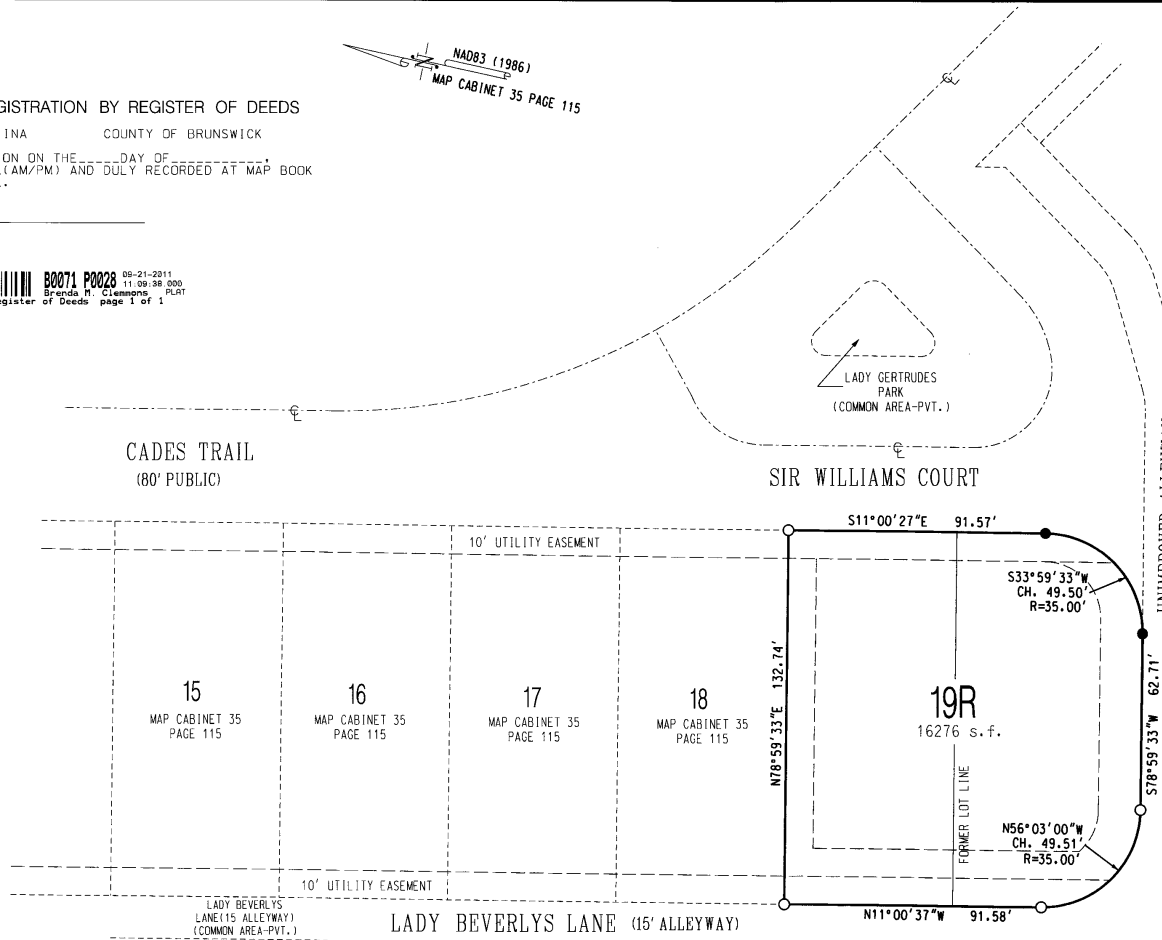 NAD83 (1986)
MAP CABINET 35 PAGE 115
GISTRATION BY REGISTER OF DEEDS
INA COUNTY OF BRUNSWICK
ON ON THE_____DAY OF___________,
(AM/PM) AND DULY RECORDED AT MAP BOOK
B0071 P0028 09-21-2011
11:09:38.000
Brenda M. Clemmons PLAT
egister of Deeds page 1 of 1
LADY GERTRUDES
PARK
(COMMON AREA-PVT.)
CADES TRAIL
(80' PUBLIC)
SIR WILLIAMS COURT
S11°00'27"E 91.57'
10' UTILITY EASEMENT
S33°59'33"W
CH. 49.50'
R=35.00'
N78°59'33"E 132.74'
S78°59'33"W 62.71'
15
MAP CABINET 35
PAGE 115
16
MAP CABINET 35
PAGE 115
17
MAP CABINET 35
PAGE 115
18
MAP CABINET 35
PAGE 115
19R
16276 s.f.
FORMER LOT LINE
N56°03'00"W
CH. 49.51'
R=35.00'
10' UTILITY EASEMENT
LADY BEVERLYS
LANE(15 ALLEYWAY)
(COMMON AREA-PVT.)
LADY BEVERLYS LANE (15' ALLEYWAY)
N11°00'37"W 91.58'